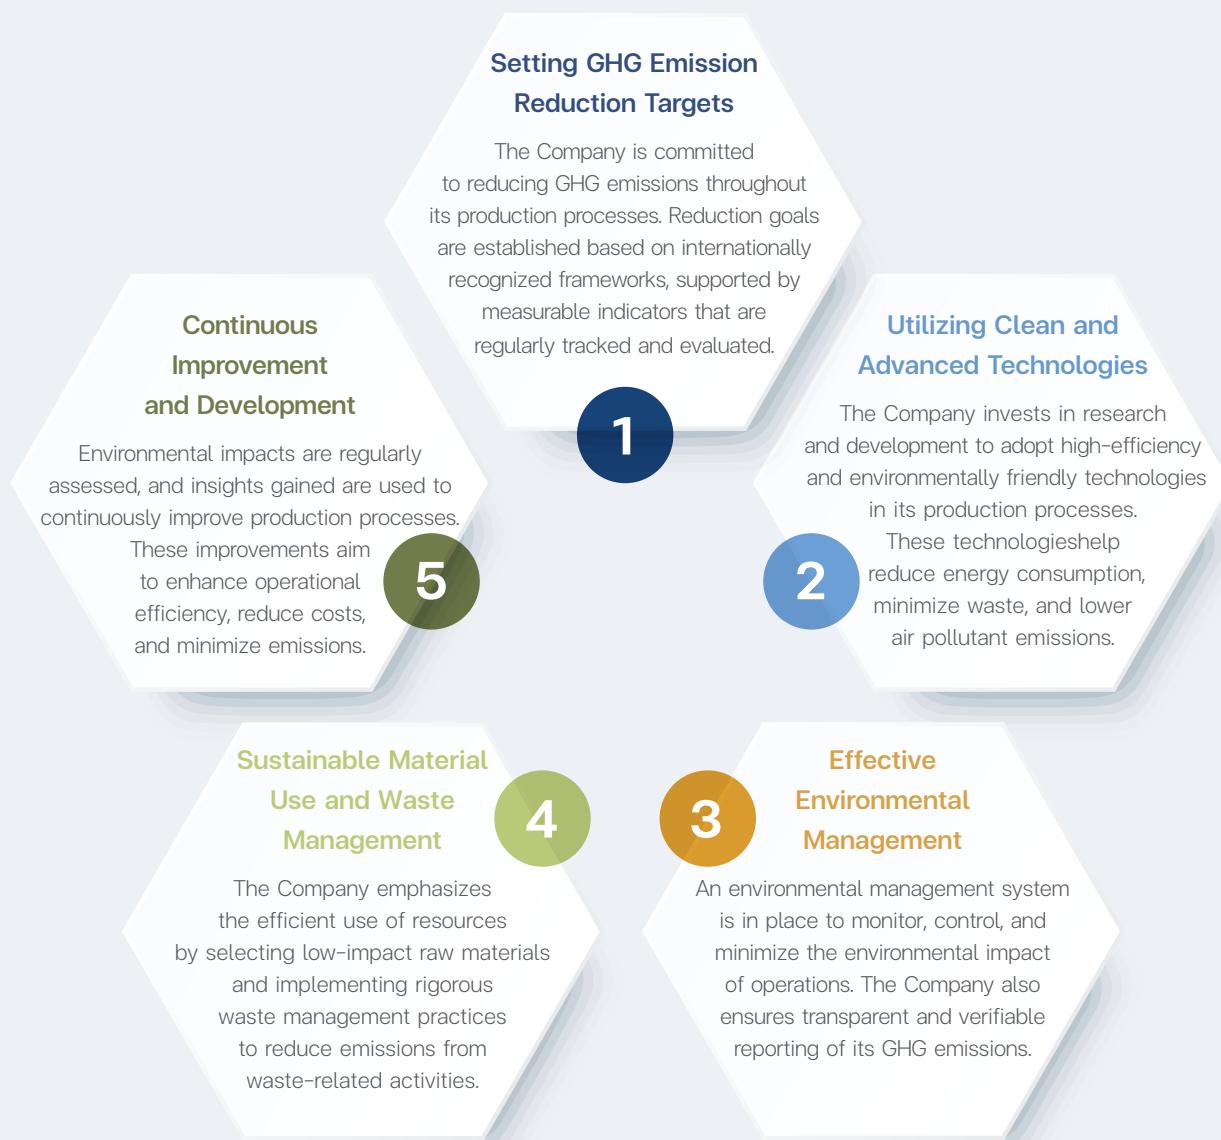 Setting GHG Emission
Reduction Targets
The Company is committed
to reducing GHG emissions throughout
its production processes. Reduction goals
are established based on internationally
recognized frameworks, supported by
measurable indicators that are
regularly tracked and evaluated.
1
Utilizing Clean and
Advanced Technologies
The Company invests in research
and development to adopt high-efficiency
and environmentally friendly technologies
in its production processes.
These technologieshelp
reduce energy consumption,
minimize waste, and lower
air pollutant emissions.
2
Effective
Environmental
Management
An environmental management system
is in place to monitor, control, and
minimize the environmental impact
of operations. The Company also
ensures transparent and verifiable
reporting of its GHG emissions.
3
Sustainable Material
Use and Waste
Management
The Company emphasizes
the efficient use of resources
by selecting low-impact raw materials
and implementing rigorous
waste management practices
to reduce emissions from
waste-related activities.
4
Continuous
Improvement
and Development
Environmental impacts are regularly
assessed, and insights gained are used to
continuously improve production processes.
These improvements aim
to enhance operational
efficiency, reduce costs,
and minimize emissions.
5